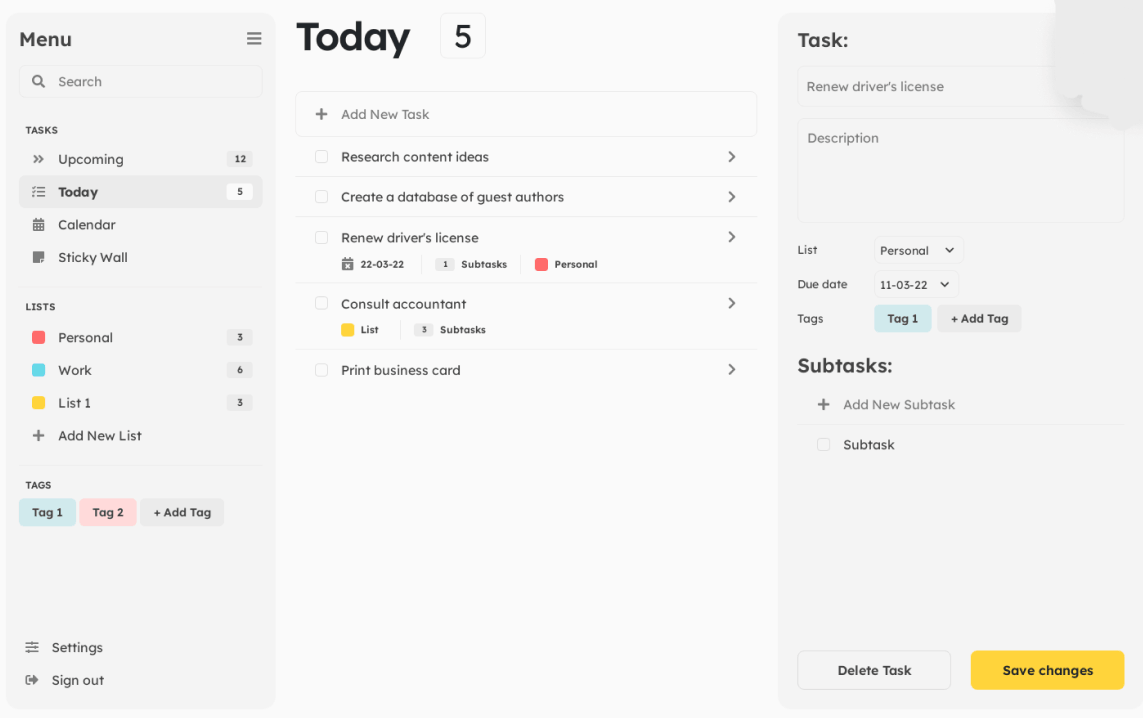 Menu
Search
TASKS
Upcoming 12
Today 5
Calendar
Sticky Wall
LISTS
Personal 3
Work 6
List 1 3
+ Add New List
TAGS
Tag 1 Tag 2 + Add Tag
Settings
Sign out
Today 5
+ Add New Task
Research content ideas
Create a database of guest authors
Renew driver's license
22-03-22 1 Subtasks Personal
Consult accountant
List 3 Subtasks
Print business card
Task:
Renew driver's license
Description
List Personal
Due date 11-03-22
Tags Tag 1 + Add Tag
Subtasks:
+ Add New Subtask
Subtask
Delete Task Save changes